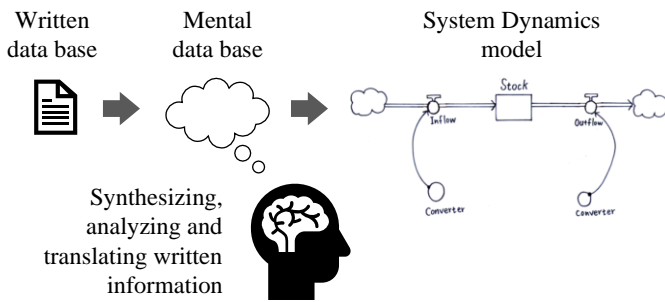 Written
data base
Mental
data base
System Dynamics
model
Stock
Inflow
Outflow
Converter
Converter
Synthesizing,
analyzing and
translating written
information